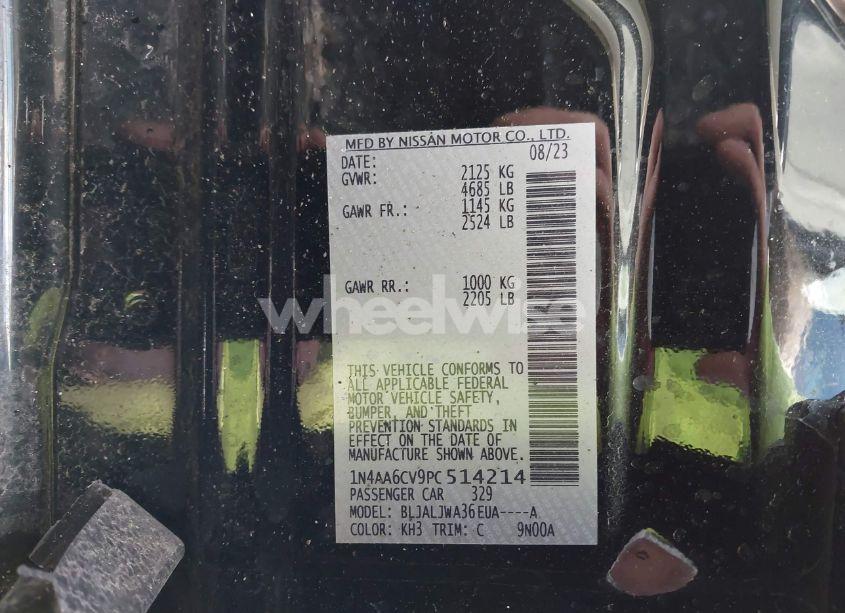 MFD BY NISSAN MOTOR CO., LTD.
DATE: 08/23
GVWR: 2125 KG
4685 LB
GAWR FR.: 1145 KG
2524 LB
GAWR RR.: 1000 KG
2205 LB
wheelwise
THIS VEHICLE CONFORMS TO
ALL APPLICABLE FEDERAL
MOTOR VEHICLE SAFETY,
BUMPER, AND THEFT
PREVENTION STANDARDS IN
EFFECT ON THE DATE OF
MANUFACTURE SHOWN ABOVE.
1N4AA6CV9PC514214
PASSENGER CAR 329
MODEL: BLJALJWA36EUA----A
COLOR: KH3 TRIM: C 9N00A